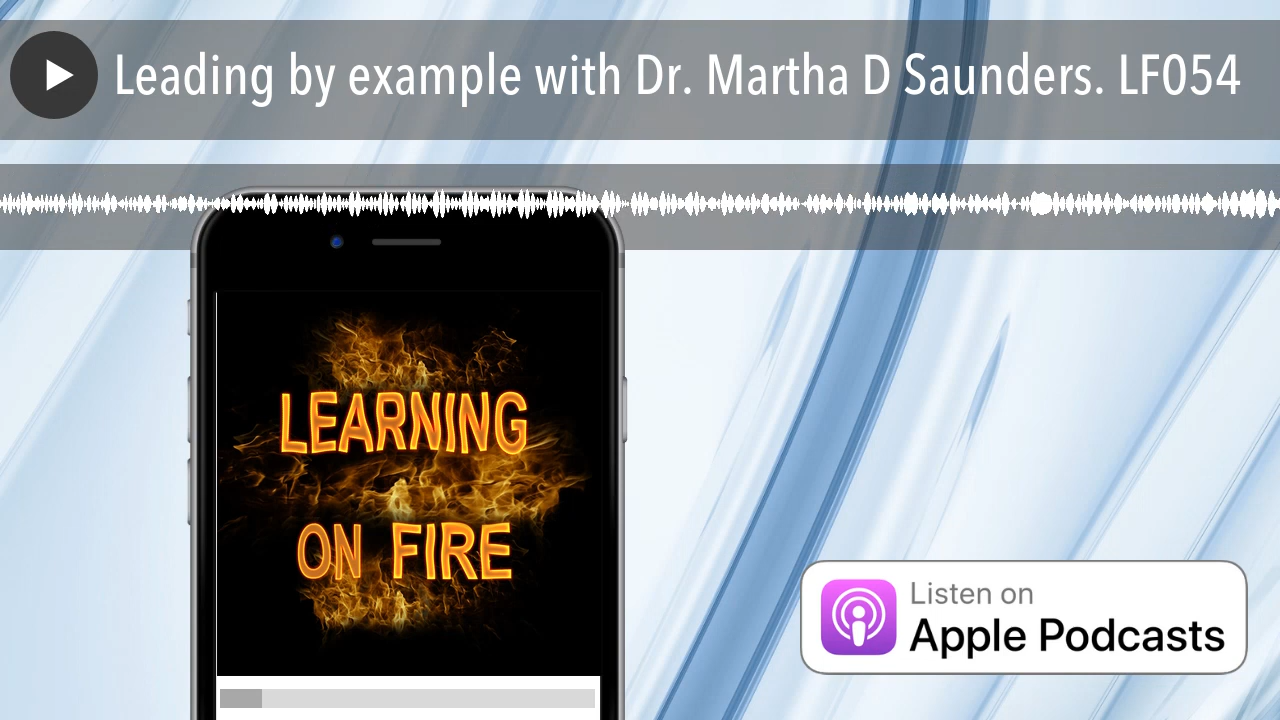 Leading by example with Dr. Martha D Saunders. LF054
LEARNING
ON FIRE
Listen on
Apple Podcasts